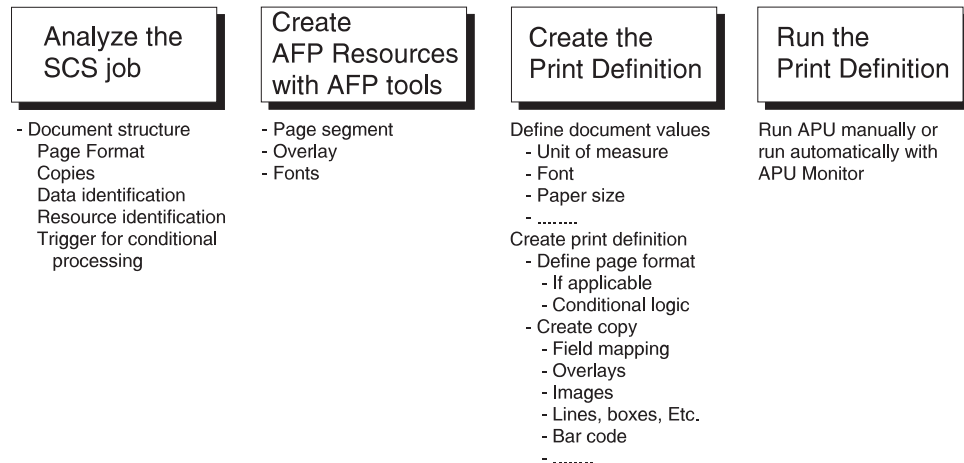 Analyze the
SCS job
- Document structure
Page Format
Copies
Data identification
Resource identification
Trigger for conditional
processing
Create
AFP Resources
with AFP tools
- Page segment
- Overlay
- Fonts
Create the
Print Definition
Define document values
- Unit of measure
- Font
- Paper size
- ........
Create print definition
- Define page format
- If applicable
- Conditional logic
- Create copy
- Field mapping
- Overlays
- Images
- Lines, boxes, Etc.
- Bar code
- ........
Run the
Print Definition
Run APU manually or
run automatically with
APU Monitor